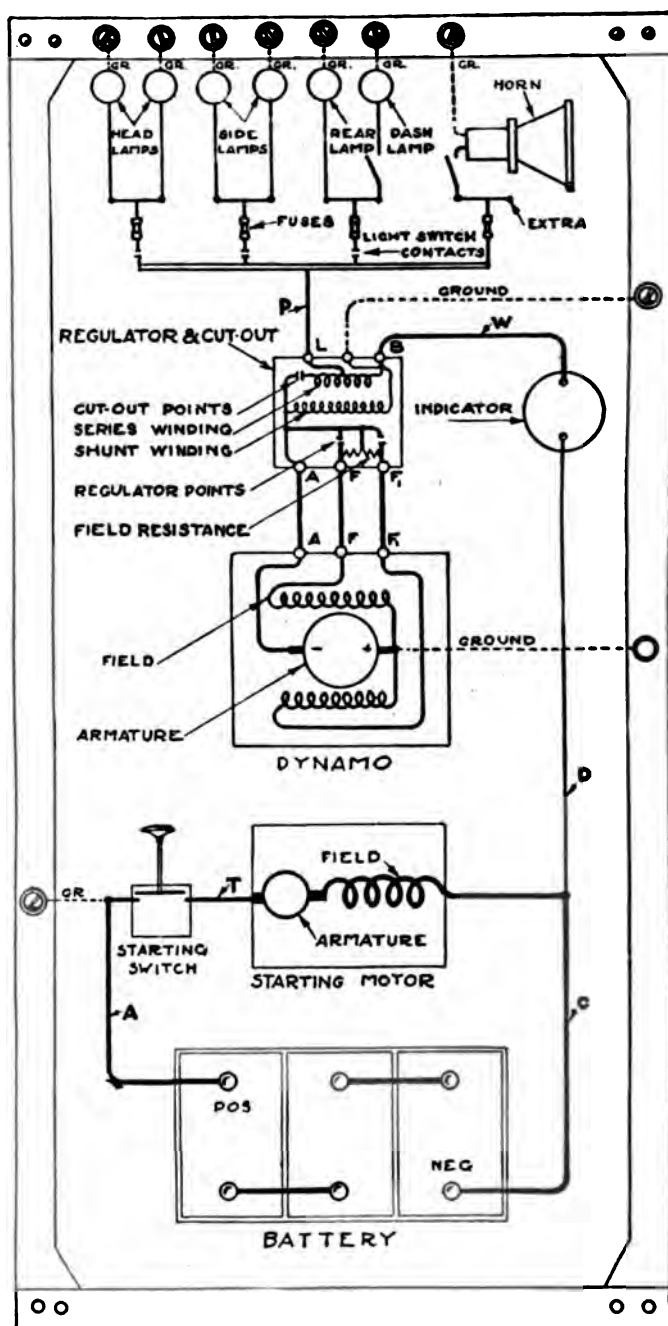 GR. GR. GR. GR. GR. GR. GR.
HORN
HEAD LAMPS
SIDE LAMPS
REAR LAMP
DASH LAMP
FUSES
EXTRA
LIGHT SWITCH
CONTACTS
P
GROUND
REGULATOR & CUT-OUT
L
B
W
CUT-OUT POINTS
SERIES WINDING
SHUNT WINDING
INDICATOR
REGULATOR POINTS
A F F1
FIELD RESISTANCE
A F F1
GROUND
FIELD
- +
ARMATURE
DYNAMO
D
FIELD
GR
T
ARMATURE
STARTING
SWITCH
STARTING MOTOR
A
C
POS
NEG
BATTERY